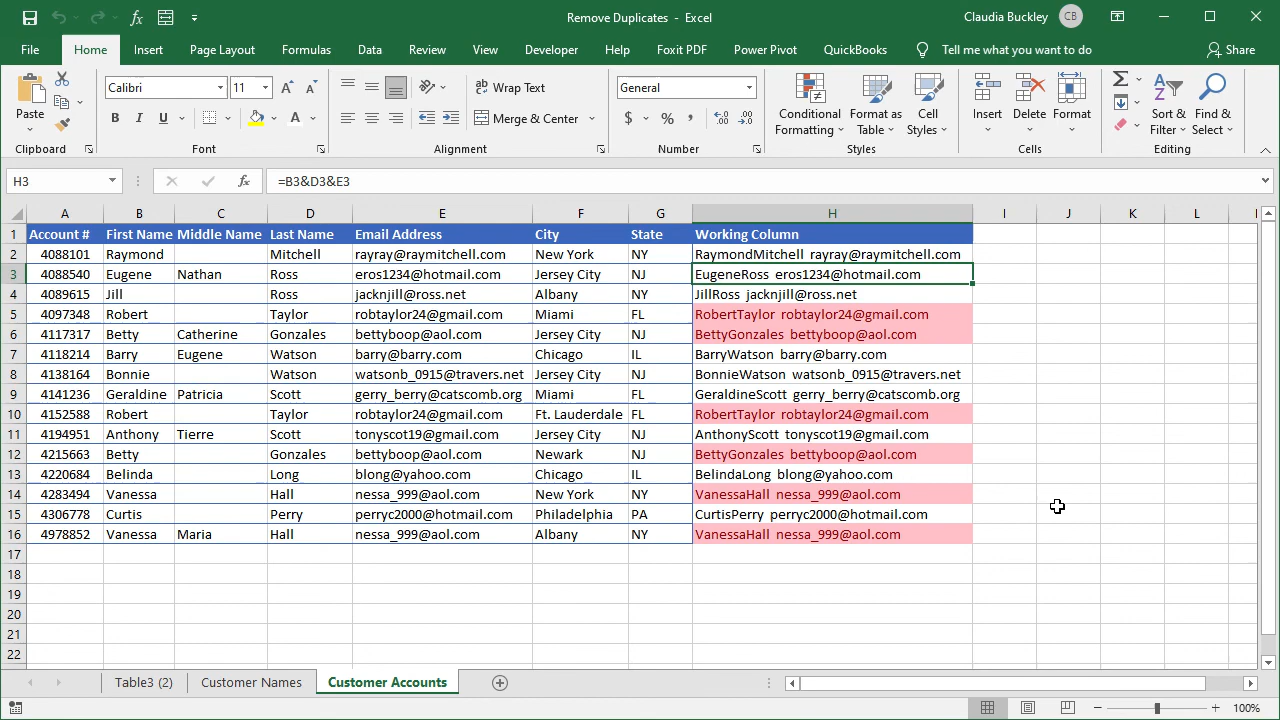 Remove Duplicates - Excel
Claudia Buckley CB
File Home Insert Page Layout Formulas Data Review View Developer Help Foxit PDF Power Pivot QuickBooks Tell me what you want to do Share
Paste
Calibri 11
Wrap Text
Merge & Center
General
$ % , .0 .00 .00 .0
Conditional Formatting
Format as Table
Cell Styles
Insert Delete Format
Sort & Filter
Find & Select
Clipboard Font Alignment Number Styles Cells Editing
H3 fx =B3&D3&E3
A B C D E F G H I J K L
1 Account # First Name Middle Name Last Name Email Address City State Working Column
2 4088101 Raymond Mitchell rayray@raymitchell.com New York NY RaymondMitchell rayray@raymitchell.com
3 4088540 Eugene Nathan Ross eros1234@hotmail.com Jersey City NJ EugeneRoss eros1234@hotmail.com
4 4089615 Jill Ross jacknjill@ross.net Albany NY JillRoss jacknjill@ross.net
5 4097348 Robert Taylor robtaylor24@gmail.com Miami FL RobertTaylor robtaylor24@gmail.com
6 4117317 Betty Catherine Gonzales bettyboop@aol.com Jersey City NJ BettyGonzales bettyboop@aol.com
7 4118214 Barry Eugene Watson barry@barry.com Chicago IL BarryWatson barry@barry.com
8 4138164 Bonnie Watson watsonb_0915@travers.net Jersey City NJ BonnieWatson watsonb_0915@travers.net
9 4141236 Geraldine Patricia Scott gerry_berry@catscomb.org Miami FL GeraldineScott gerry_berry@catscomb.org
10 4152588 Robert Taylor robtaylor24@gmail.com Ft. Lauderdale FL RobertTaylor robtaylor24@gmail.com
11 4194951 Anthony Tierre Scott tonyscot19@gmail.com Jersey City NJ AnthonyScott tonyscot19@gmail.com
12 4215663 Betty Gonzales bettyboop@aol.com Newark NJ BettyGonzales bettyboop@aol.com
13 4220684 Belinda Long blong@yahoo.com Chicago IL BelindaLong blong@yahoo.com
14 4283494 Vanessa Hall nessa_999@aol.com New York NY VanessaHall nessa_999@aol.com
15 4306778 Curtis Perry perryc2000@hotmail.com Philadelphia PA CurtisPerry perryc2000@hotmail.com
16 4978852 Vanessa Maria Hall nessa_999@aol.com Albany NY VanessaHall nessa_999@aol.com
17
18
19
20
21
22
Table3 (2) Customer Names Customer Accounts
100%